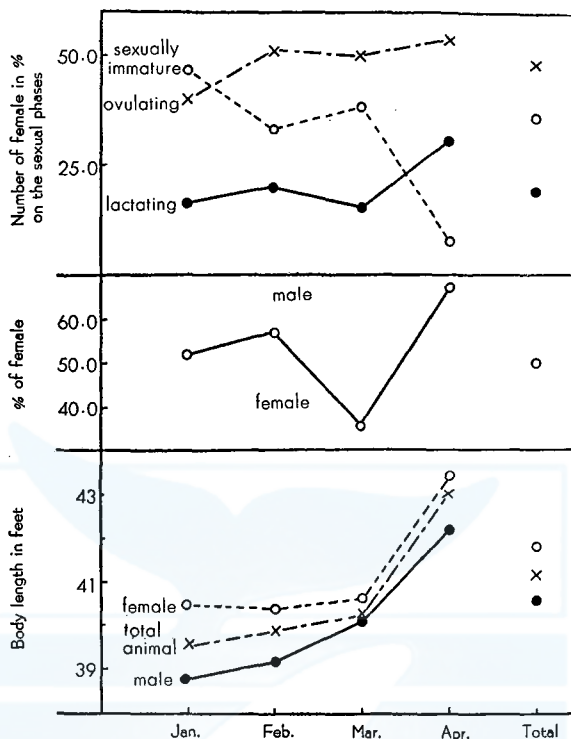 Number of female in %
on the sexual phases
50.0
25.0
sexually
immature
ovulating
lactating
% of female
60.0
50.0
40.0
male
female
Body length in feet
43
41
39
female
total
animal
male
Jan. Feb. Mar. Apr. Total